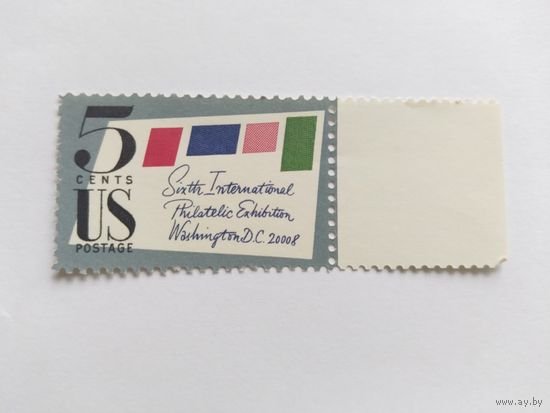 5
CENTS
US
POSTAGE
Sixth International
Philatelic Exhibition
Washington D.C. 20008
www.ay.by